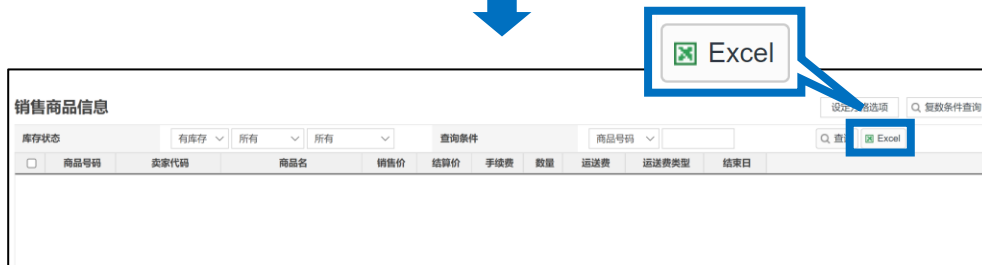 Excel
销售商品信息
设定 格选项 复数条件查询
库存状态 有库存 所有 所有 查询条件 商品号码 查 Excel
商品号码 卖家代码 商品名 销售价 结算价 手续费 数量 运送费 运送费类型 结束日